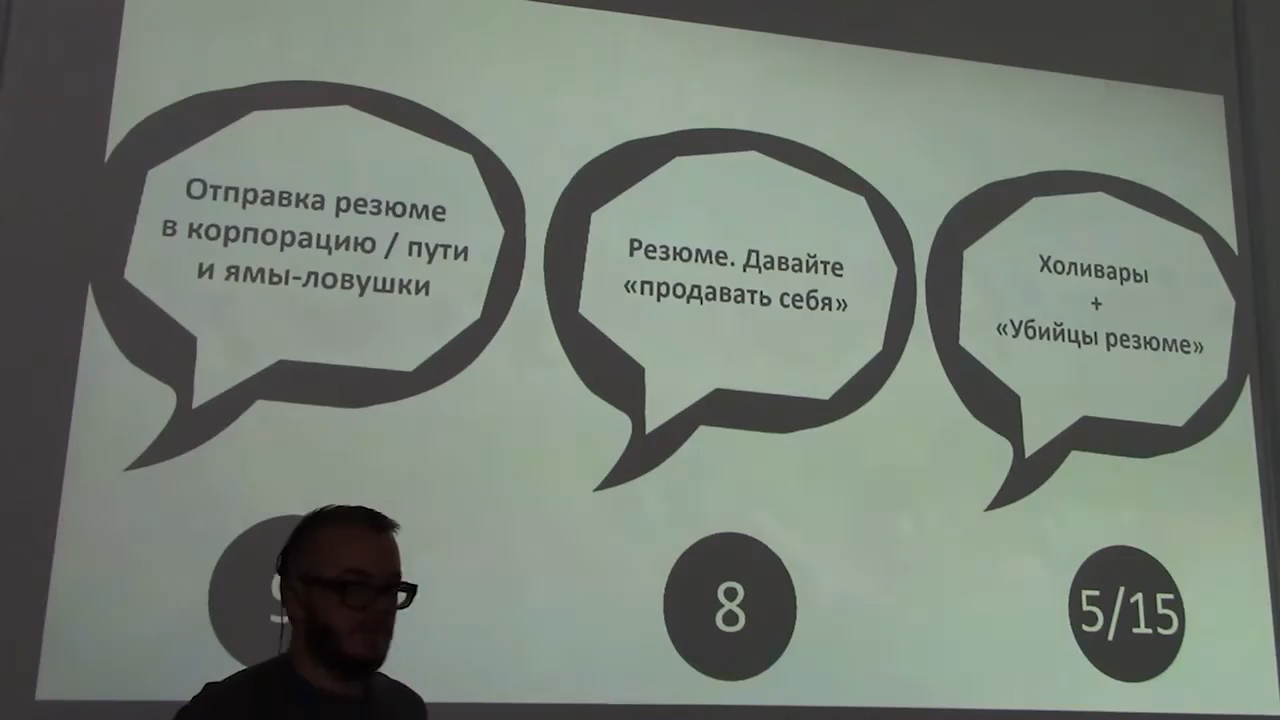 Отправка резюме
в корпорацию / пути
и ямы-ловушки
Резюме. Давайте
«продавать себя»
Холивары
+
«Убийцы резюме»
8
5/15